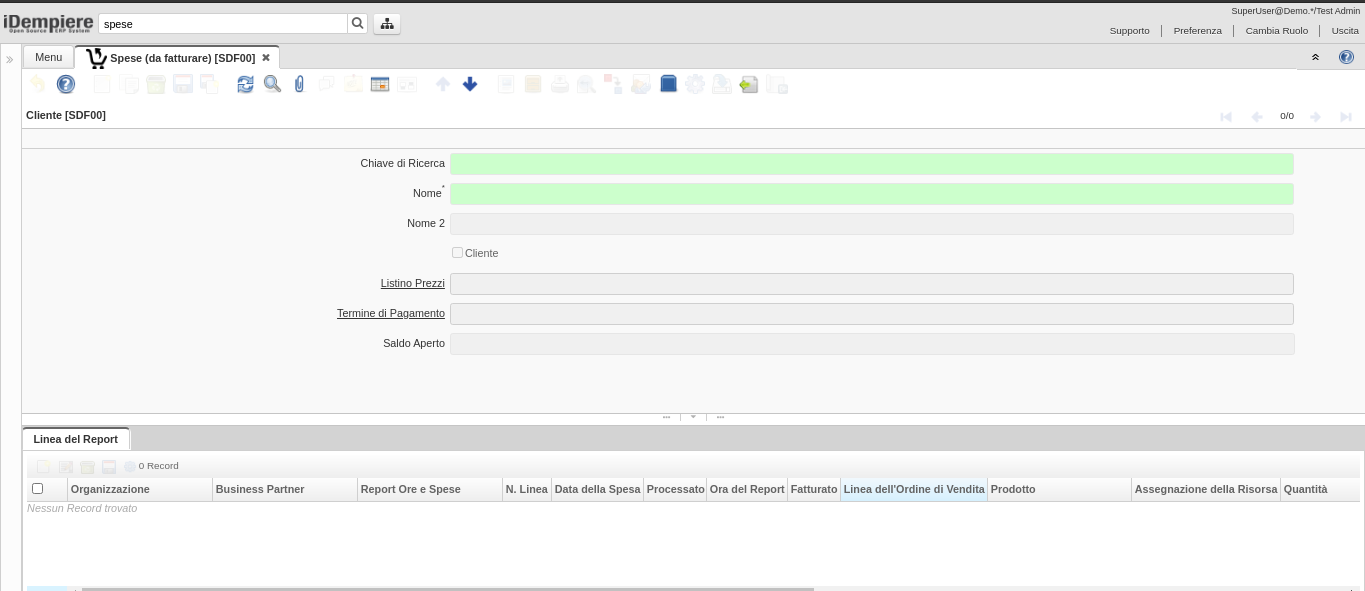 SuperUser@Demo.*/Test Admin
iDempiere
Open Source ERP System
spese
Supporto
Preferenza
Cambia Ruolo
Uscita
Menu
Spese (da fatturare) [SDF00]
Cliente [SDF00]
0/0
Chiave di Ricerca
Nome*
Nome 2
Cliente
Listino Prezzi
Termine di Pagamento
Saldo Aperto
Linea del Report
0 Record
Organizzazione Business Partner Report Ore e Spese N. Linea Data della Spesa Processato Ora del Report Fatturato Linea dell'Ordine di Vendita Prodotto Assegnazione della Risorsa Quantità
Nessun Record trovato